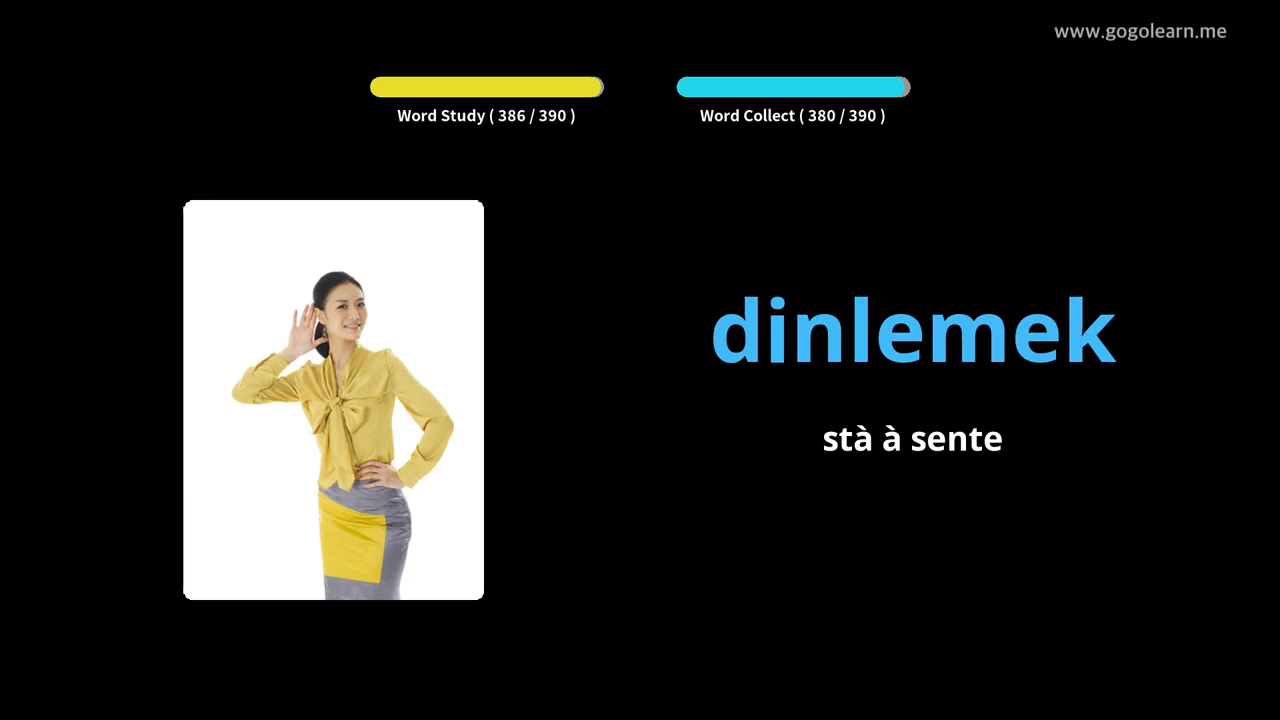 www.gogolearn.me
Word Study ( 386 / 390 )
Word Collect ( 380 / 390 )
dinlemek
stà à sente